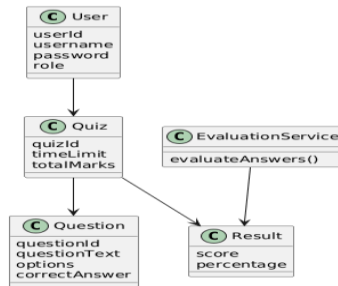 C User
userId
username
password
role
C Quiz
quizId
timeLimit
totalMarks
C EvaluationService
evaluateAnswers()
C Question
questionId
questionText
options
correctAnswer
C Result
score
percentage